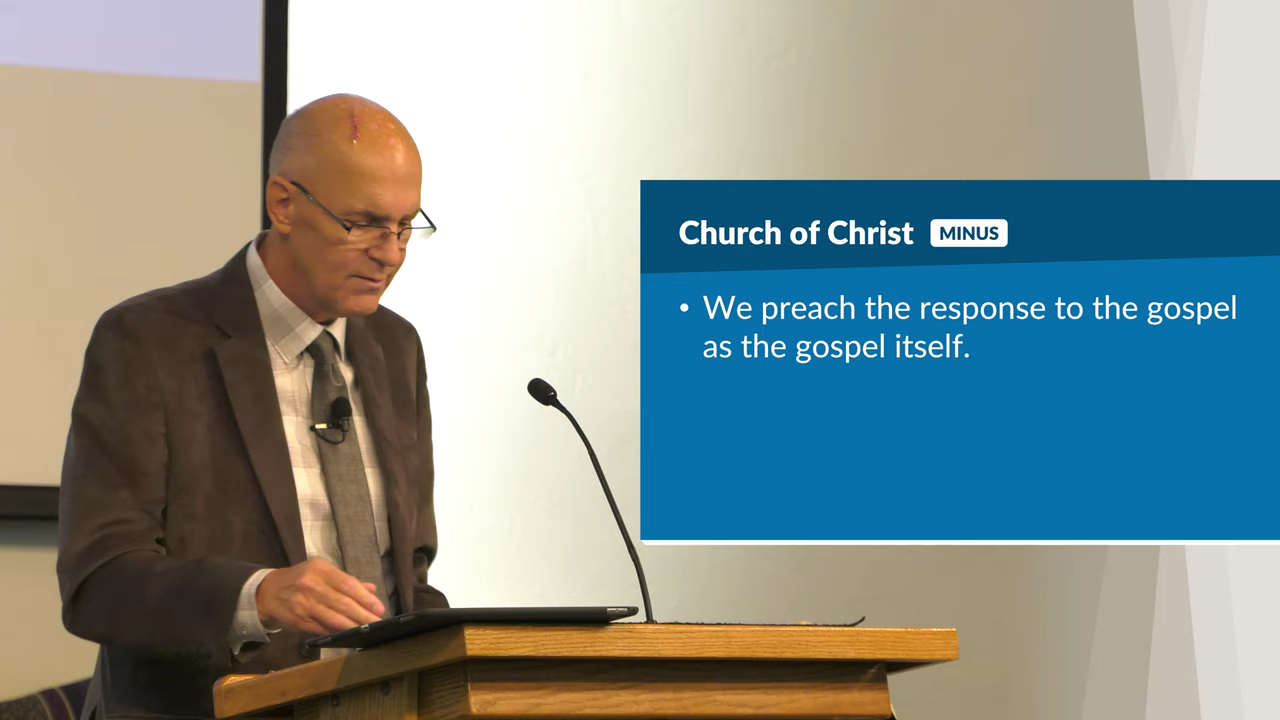 Church of Christ MINUS
• We preach the response to the gospel
as the gospel itself.